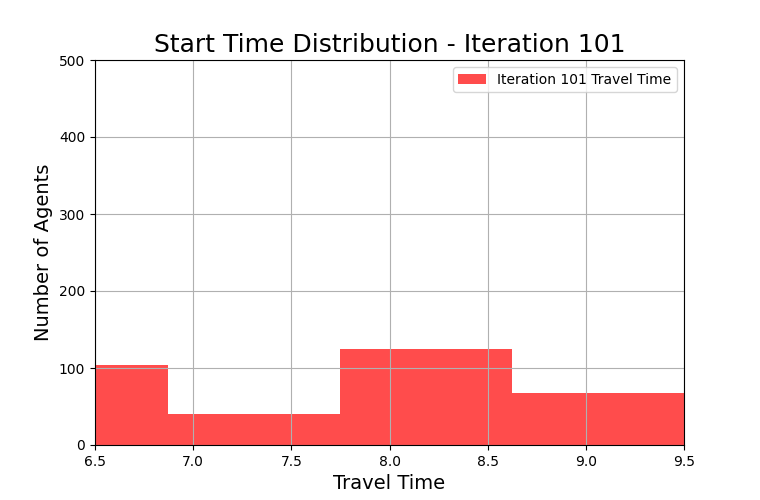 Start Time Distribution - Iteration 101
Iteration 101 Travel Time
Number of Agents
500
400
300
200
100
0
6.5 7.0 7.5 8.0 8.5 9.0 9.5
Travel Time